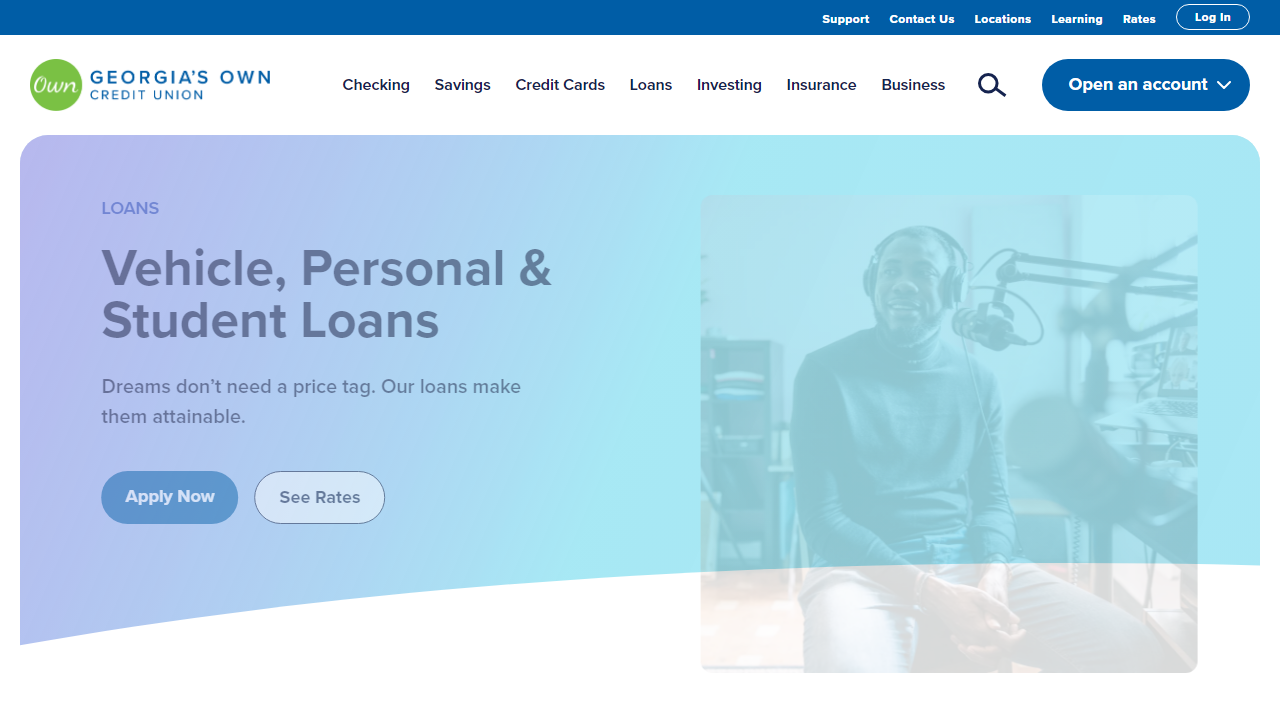 Support Contact Us Locations Learning Rates Log In
Own GEORGIA'S OWN
CREDIT UNION
Checking Savings Credit Cards Loans Investing Insurance Business Open an account
LOANS
Vehicle, Personal &
Student Loans
Dreams don’t need a price tag. Our loans make
them attainable.
Apply Now See Rates